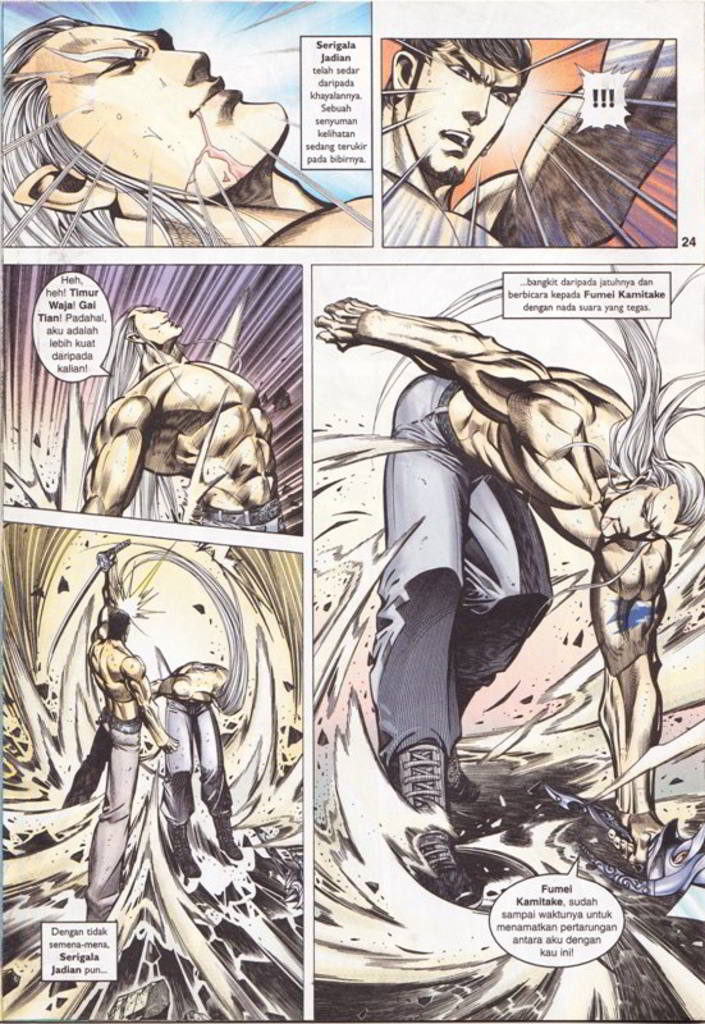 Serigala
Jadian
telah sedar
daripada
khayalannya.
Sebuah
senyuman
kelihatan
sedang terukir
pada bibirnya.
!!!
24
Heh,
heh! Timur
Waja! Gai
Tian! Padahal,
aku adalah
lebih kuat
daripada
kalian!
Dengan tidak
semena-mena,
Serigala
Jadian pun...
...bangkit daripada jatuhnya dan
berbicara kepada Fumei Kamitake
dengan nada suara yang tegas.
Fumei
Kamitake, sudah
sampai waktunya untuk
menamatkan pertarungan
antara aku dengan
kau ini!